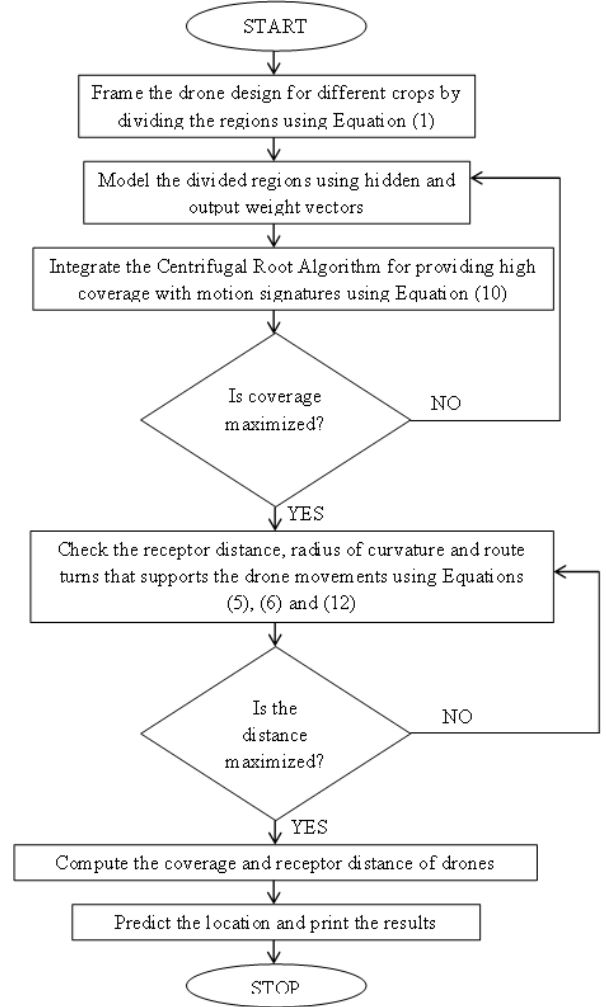 START
Frame the drone design for different crops by
dividing the regions using Equation (1)
Model the divided regions using hidden and
output weight vectors
Integrate the Centrifugal Root Algorithm for providing high
coverage with motion signatures using Equation (10)
Is coverage
maximized?
NO
YES
Check the receptor distance, radius of curvature and route
turns that supports the drone movements using Equations
(5), (6) and (12)
Is the
distance
maximized?
NO
YES
Compute the coverage and receptor distance of drones
Predict the location and print the results
STOP